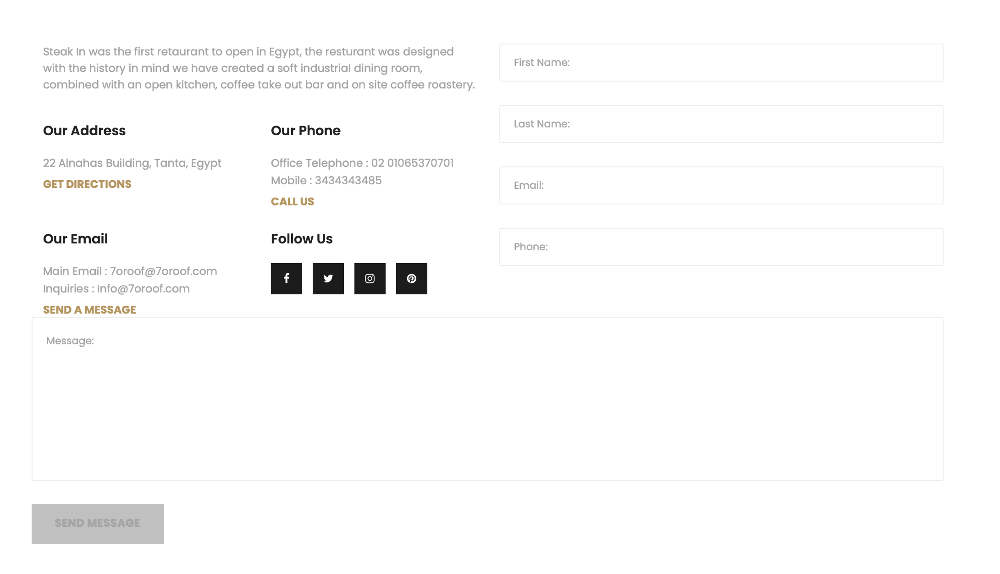 Steak In was the first retaurant to open in Egypt, the resturant was designed
with the history in mind we have created a soft industrial dining room,
combined with an open kitchen, coffee take out bar and on site coffee roastery.
Our Address
22 Alnahas Building, Tanta, Egypt
GET DIRECTIONS
Our Phone
Office Telephone : 02 01065370701
Mobile : 3434343485
CALL US
Our Email
Main Email : 7oroof@7oroof.com
Inquiries : Info@7oroof.com
SEND A MESSAGE
Follow Us
First Name:
Last Name:
Email:
Phone:
Message:
SEND MESSAGE